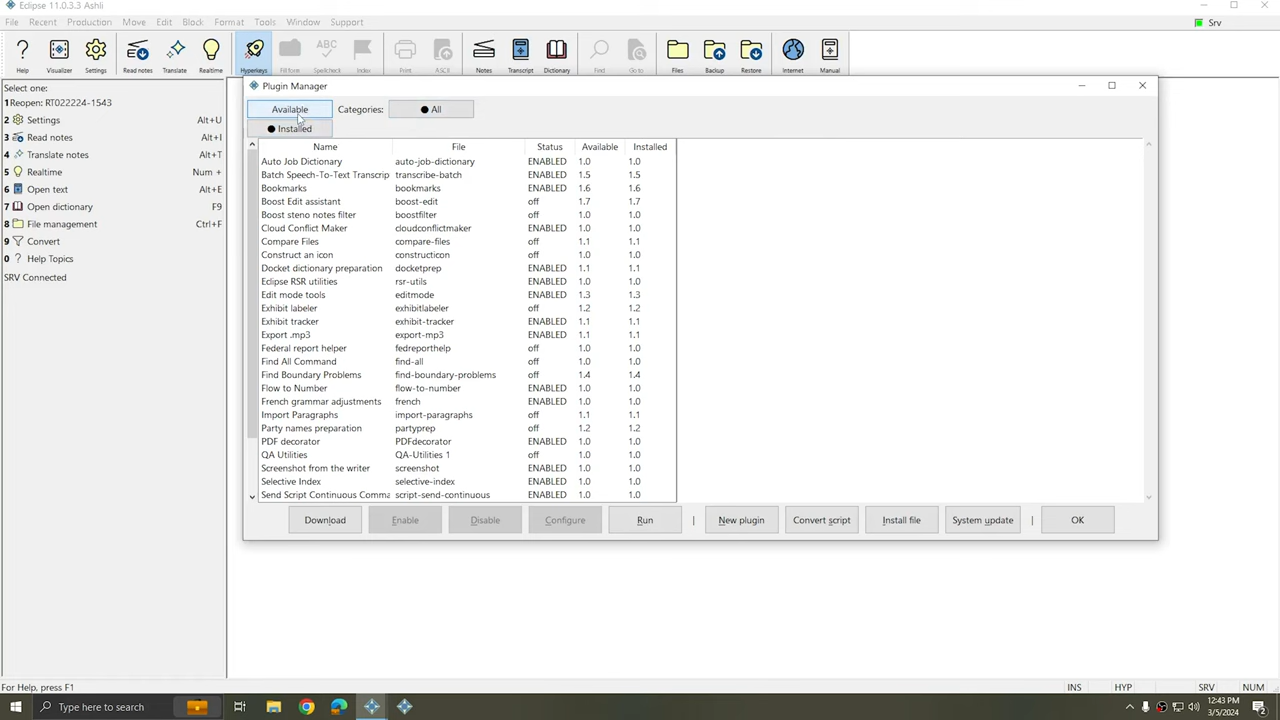 Eclipse 11.0.3.3 Ashli
File Recent Production Move Edit Block Format Tools Window Support
Srv
Help Visualizer Settings Read notes Translate Realtime Hyperkeys Fill form Spellcheck Index Print ASCII Notes Transcript Dictionary Find Go to Files Backup Restore Internet Manual
ABC
Select one:
1 Reopen: RT022224-1543
2 Settings Alt+U
3 Read notes Alt+I
4 Translate notes Alt+T
5 Realtime Num +
6 Open text Alt+E
7 Open dictionary F9
8 File management Ctrl+F
9 Convert
0 Help Topics
SRV Connected
Plugin Manager
Available Categories: All
Installed
Name File Status Available Installed
Auto Job Dictionary auto-job-dictionary ENABLED 1.0 1.0
Batch Speech-To-Text Transcrip transcribe-batch ENABLED 1.5 1.5
Bookmarks bookmarks ENABLED 1.6 1.6
Boost Edit assistant boost-edit off 1.7 1.7
Boost steno notes filter boostfilter off 1.0 1.0
Cloud Conflict Maker cloudconflictmaker ENABLED 1.0 1.0
Compare Files compare-files off 1.1 1.1
Construct an icon constructicon off 1.0 1.0
Docket dictionary preparation docketprep ENABLED 1.1 1.1
Eclipse RSR utilities rsr-utils ENABLED 1.0 1.0
Edit mode tools editmode ENABLED 1.3 1.3
Exhibit labeler exhibitlabeler off 1.2 1.2
Exhibit tracker exhibit-tracker ENABLED 1.1 1.1
Export .mp3 export-mp3 ENABLED 1.1 1.1
Federal report helper fedreporthelp off 1.0 1.0
Find All Command find-all off 1.0 1.0
Find Boundary Problems find-boundary-problems off 1.4 1.4
Flow to Number flow-to-number ENABLED 1.0 1.0
French grammar adjustments french ENABLED 1.0 1.0
Import Paragraphs import-paragraphs off 1.1 1.1
Party names preparation partyprep off 1.2 1.2
PDF decorator PDFdecorator ENABLED 1.0 1.0
QA Utilities QA-Utilities 1 off 1.0 1.0
Screenshot from the writer screenshot ENABLED 1.0 1.0
Selective Index selective-index ENABLED 1.0 1.0
Send Script Continuous Comma script-send-continuous ENABLED 1.0 1.0
Download Enable Disable Configure Run | New plugin Convert script Install file System update | OK
For Help, press F1
INS HYP SRV NUM
Type here to search
12:43 PM
3/5/2024